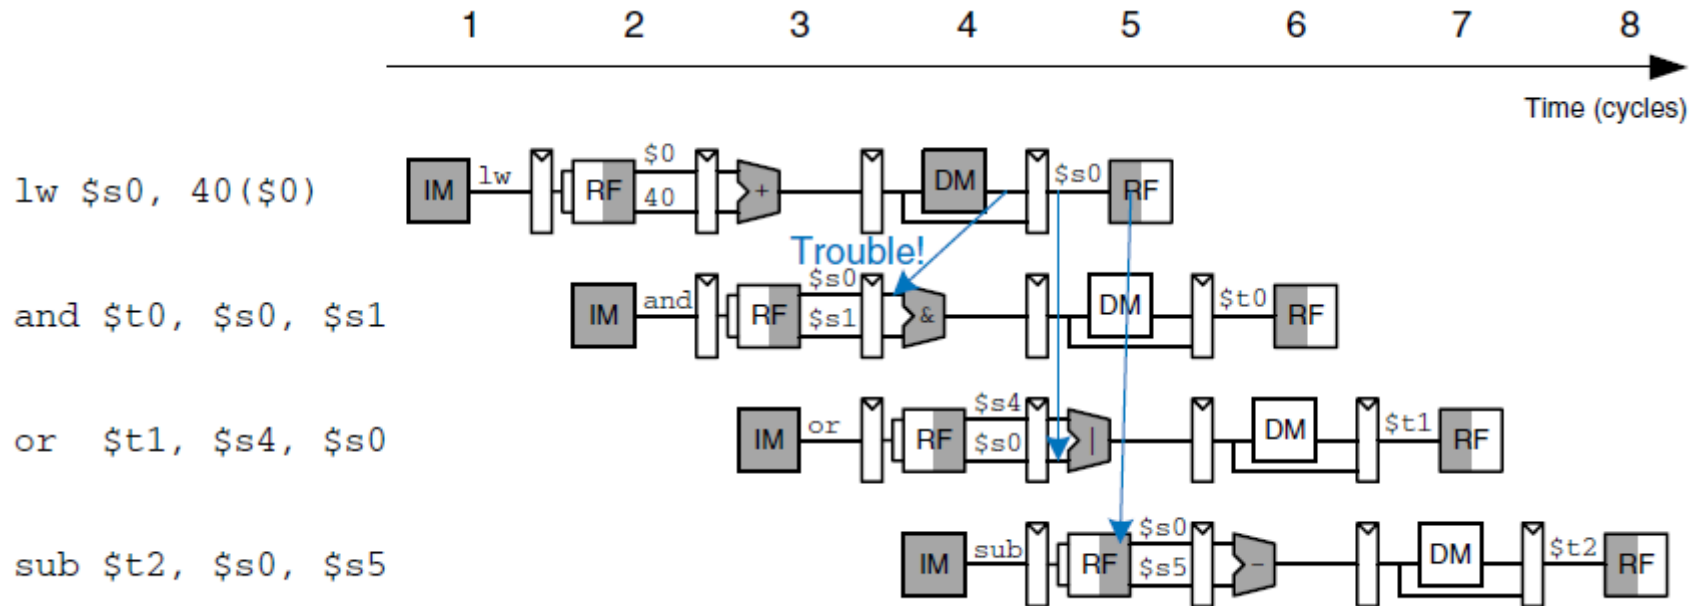 1 2 3 4 5 6 7 8
Time (cycles)
lw $s0, 40($0) IM lw RF $0 40 + DM $s0 RF
Trouble!
and $t0, $s0, $s1 IM and RF $s0 $s1 & DM $t0 RF
or $t1, $s4, $s0 IM or RF $s4 $s0 | DM $t1 RF
sub $t2, $s0, $s5 IM sub RF $s0 $s5 - DM $t2 RF